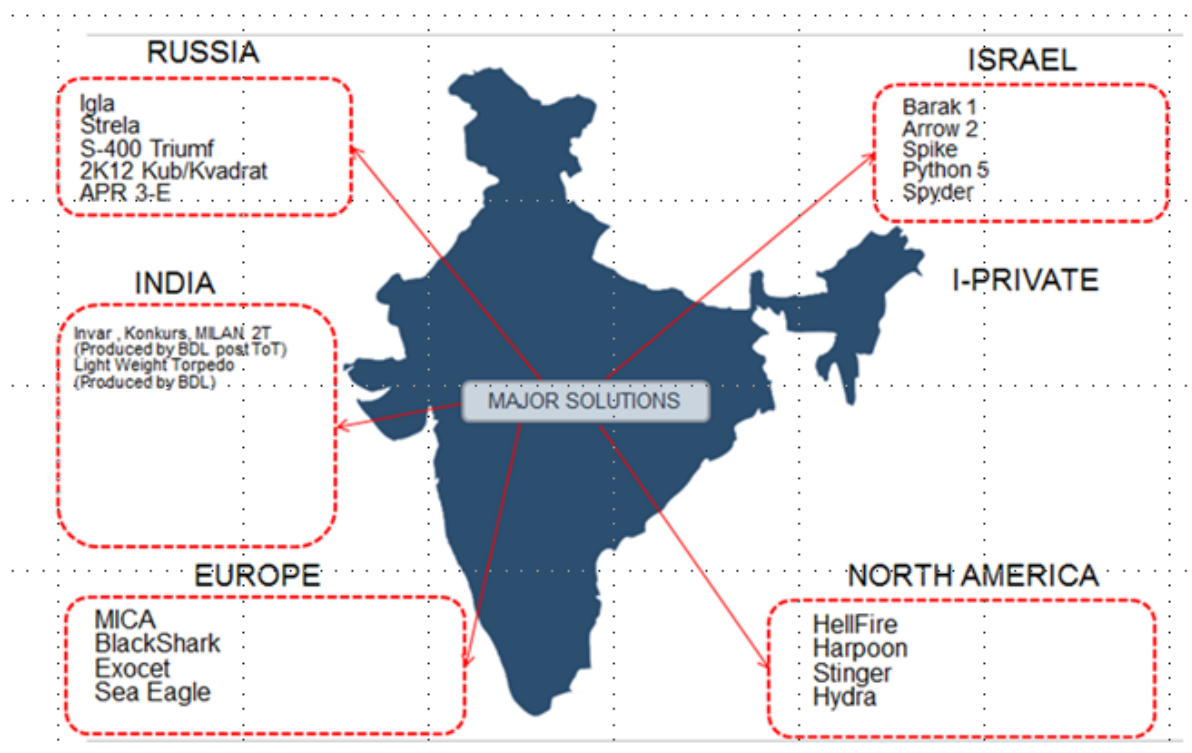 RUSSIA
Igla
Strela
S-400 Triumf
2K12 Kub/Kvadrat
APR 3-E
ISRAEL
Barak 1
Arrow 2
Spike
Python 5
Spyder
INDIA
Invar , Konkurs, MILAN 2T
(Produced by BDL post ToT)
Light Weight Torpedo
(Produced by BDL)
I-PRIVATE
MAJOR SOLUTIONS
EUROPE
MICA
BlackShark
Exocet
Sea Eagle
NORTH AMERICA
HellFire
Harpoon
Stinger
Hydra